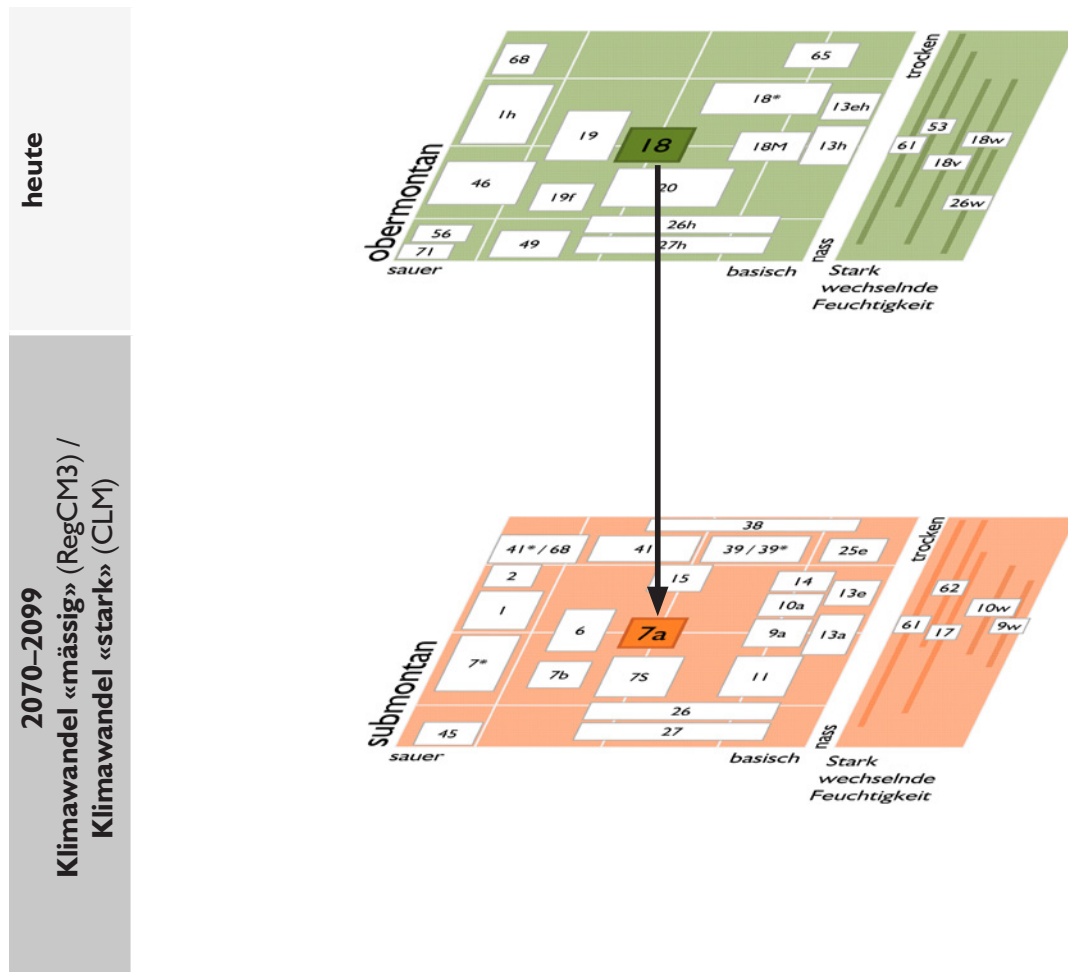 heute
68
65
1h
18*
13eh
19
18
18M
13h
46
19f
20
26h
56
71
49
27h
obermontan
sauer
basisch
nass
trocken
53
61
18w
18v
26w
Stark
wechselnde
Feuchtigkeit
2070–2099
Klimawandel «mässig» (RegCM3) /
Klimawandel «stark» (CLM)
38
41* / 68
41
39 / 39*
25e
2
15
14
13e
1
10a
6
7a
9a
13a
7*
7b
7S
11
26
45
27
submontan
sauer
basisch
nass
trocken
62
10w
61
17
9w
Stark
wechselnde
Feuchtigkeit